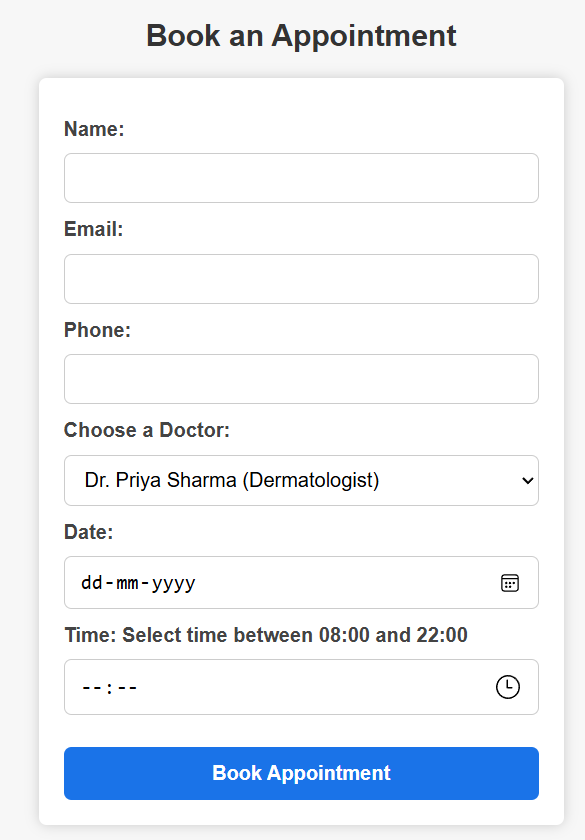 Book an Appointment
Name:
Email:
Phone:
Choose a Doctor:
Dr. Priya Sharma (Dermatologist)
Date:
dd-mm-yyyy
Time: Select time between 08:00 and 22:00
--:--
Book Appointment